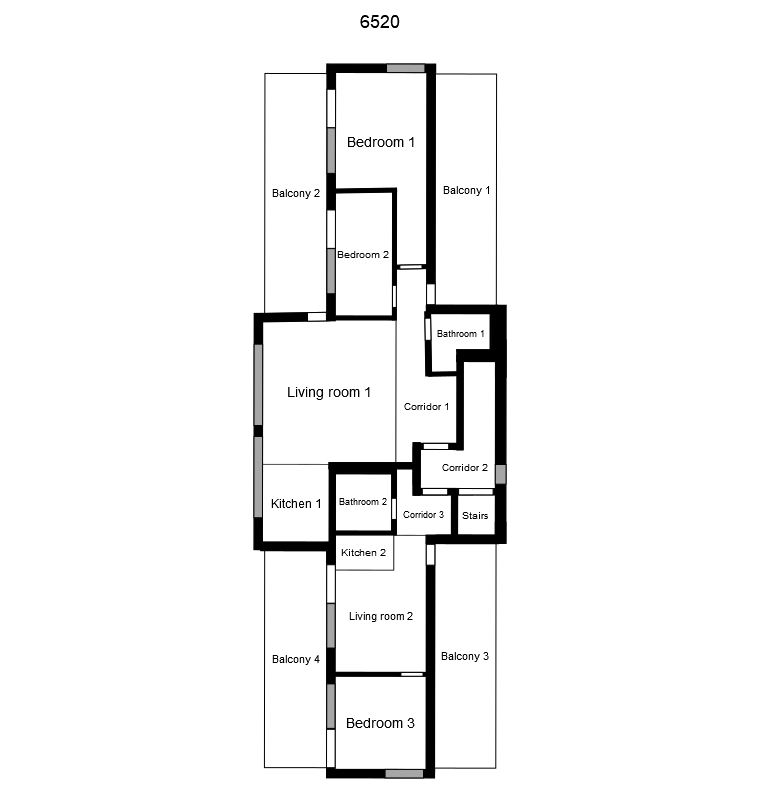 6520
Bedroom 1
Balcony 2
Balcony 1
Bedroom 2
Bathroom 1
Living room 1
Corridor 1
Corridor 2
Kitchen 1
Bathroom 2
Corridor 3
Stairs
Kitchen 2
Living room 2
Balcony 4
Balcony 3
Bedroom 3